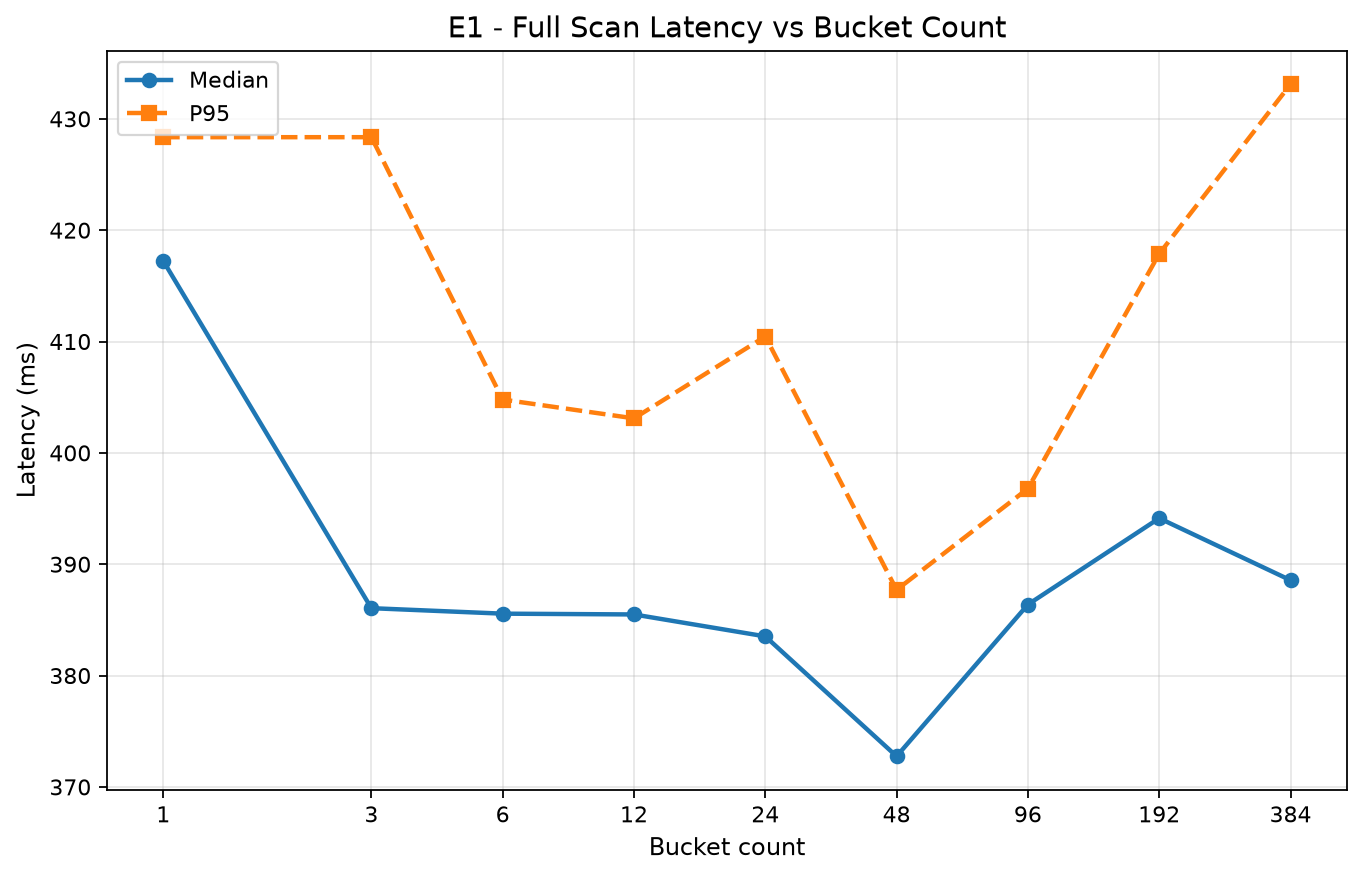 E1 - Full Scan Latency vs Bucket Count
Median
P95
430
420
410
400
390
380
370
Latency (ms)
1 3 6 12 24 48 96 192 384
Bucket count